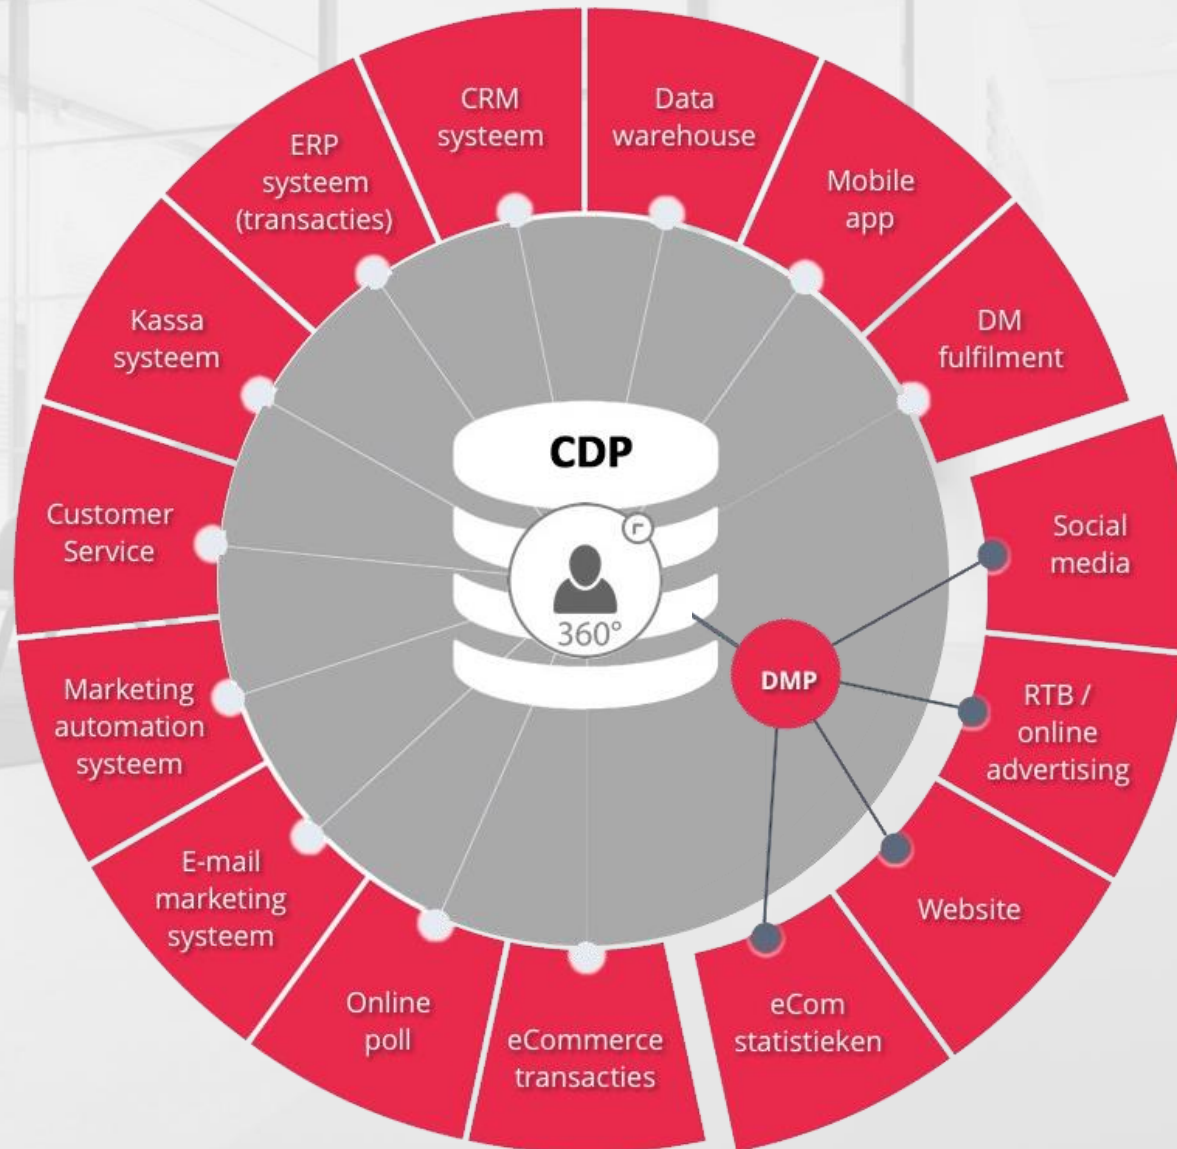 CRM
systeem
Data
warehouse
Mobile
app
DM
fulfilment
Social
media
RTB /
online
advertising
Website
eCom
statistieken
eCommerce
transacties
Online
poll
E-mail
marketing
systeem
Marketing
automation
systeem
Customer
Service
Kassa
systeem
ERP
systeem
(transacties)
CDP
360°
DMP